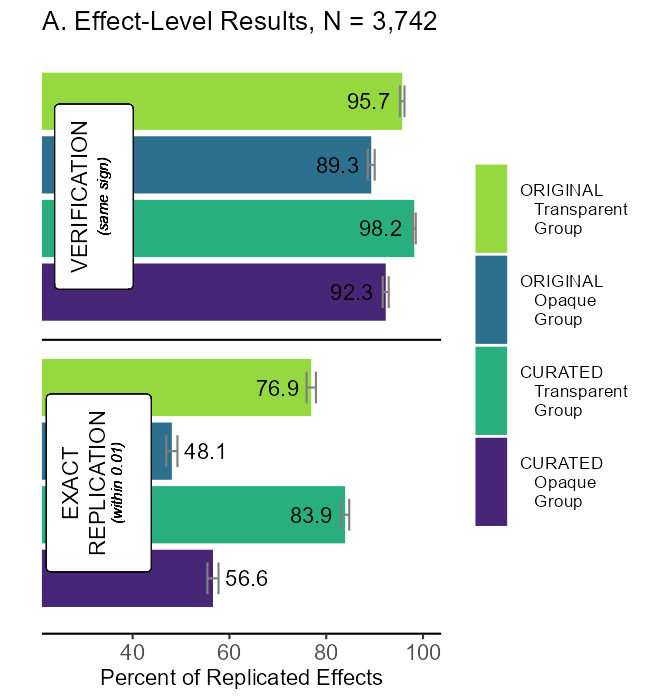 A. Effect-Level Results, N = 3,742
VERIFICATION
(same sign)
95.7
89.3
98.2
92.3
EXACT
REPLICATION
(within 0.01)
76.9
48.1
83.9
56.6
40 60 80 100
Percent of Replicated Effects
ORIGINAL
Transparent
Group
ORIGINAL
Opaque
Group
CURATED
Transparent
Group
CURATED
Opaque
Group